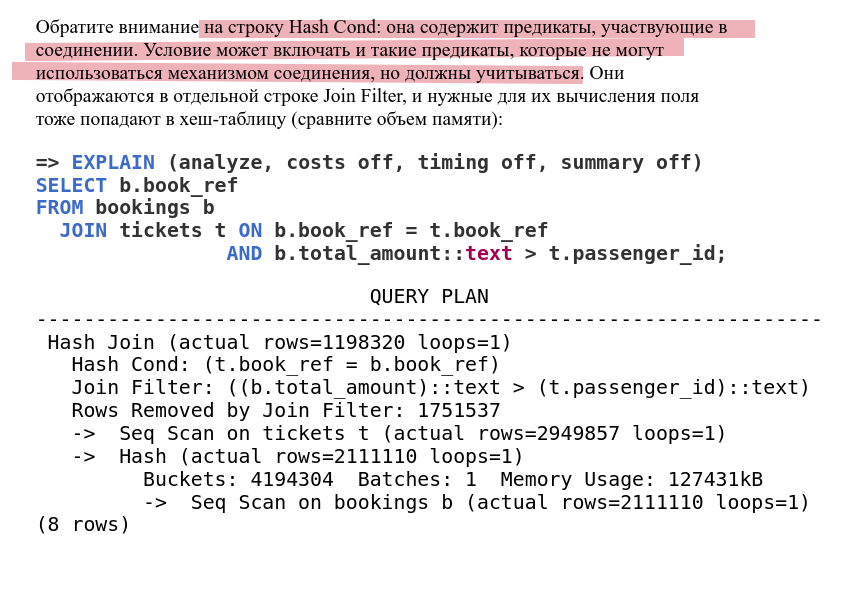 Обратите внимание на строку Hash Cond: она содержит предикаты, участвующие в
соединении. Условие может включать и такие предикаты, которые не могут
использоваться механизмом соединения, но должны учитываться. Они
отображаются в отдельной строке Join Filter, и нужные для их вычисления поля
тоже попадают в хеш-таблицу (сравните объем памяти):
=> EXPLAIN (analyze, costs off, timing off, summary off)
SELECT b.book_ref
FROM bookings b
  JOIN tickets t ON b.book_ref = t.book_ref
                AND b.total_amount::text > t.passenger_id;
                            QUERY PLAN
------------------------------------------------------------------
 Hash Join (actual rows=1198320 loops=1)
   Hash Cond: (t.book_ref = b.book_ref)
   Join Filter: ((b.total_amount)::text > (t.passenger_id)::text)
   Rows Removed by Join Filter: 1751537
   ->  Seq Scan on tickets t (actual rows=2949857 loops=1)
   ->  Hash (actual rows=2111110 loops=1)
         Buckets: 4194304  Batches: 1  Memory Usage: 127431kB
         ->  Seq Scan on bookings b (actual rows=2111110 loops=1)
(8 rows)